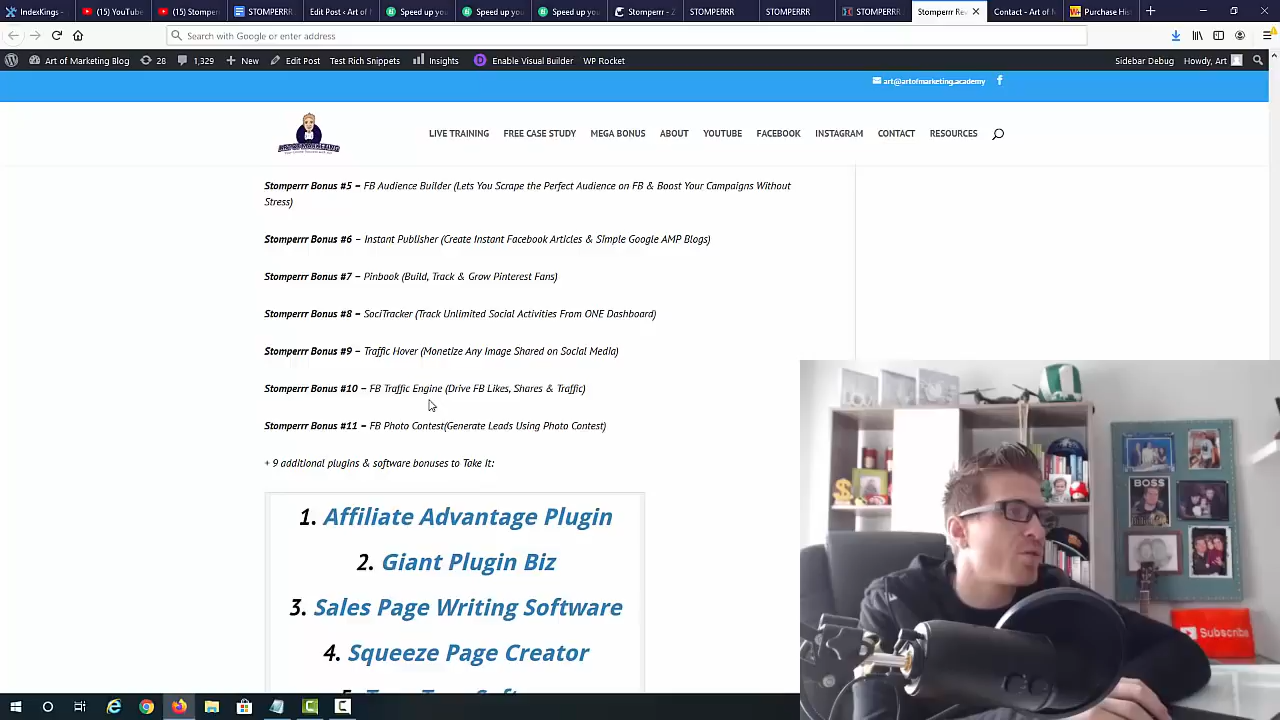 IndexKings -
(15) YouTube
(15) Stomperr
STOMPERRR
Edit Post ‹ Art of M
Speed up you
Speed up you
Speed up you
Stomperrr - Z
STOMPERRR
STOMPERRR
STOMPERRR
Stomperrr Re
Contact - Art of M
Purchase Hist
Search with Google or enter address
Art of Marketing Blog
28
1,329
New
Edit Post
Test Rich Snippets
Insights
Enable Visual Builder
WP Rocket
Sidebar Debug
Howdy, Art
art@artofmarketing.academy
ART OF MARKETING
LIVE TRAINING
FREE CASE STUDY
MEGA BONUS
ABOUT
YOUTUBE
FACEBOOK
INSTAGRAM
CONTACT
RESOURCES
Stomperrr Bonus #5 – FB Audience Builder (Lets You Scrape the Perfect Audience on FB & Boost Your Campaigns Without
Stress)
Stomperrr Bonus #6 – Instant Publisher (Create Instant Facebook Articles & Simple Google AMP Blogs)
Stomperrr Bonus #7 – Pinbook (Build, Track & Grow Pinterest Fans)
Stomperrr Bonus #8 – SociTracker (Track Unlimited Social Activities From ONE Dashboard)
Stomperrr Bonus #9 – Traffic Hover (Monetize Any Image Shared on Social Media)
Stomperrr Bonus #10 – FB Traffic Engine (Drive FB Likes, Shares & Traffic)
Stomperrr Bonus #11 – FB Photo Contest(Generate Leads Using Photo Contest)
+ 9 additional plugins & software bonuses to Take It:
1. Affiliate Advantage Plugin
2. Giant Plugin Biz
3. Sales Page Writing Software
4. Squeeze Page Creator
BOSS
Subscribe